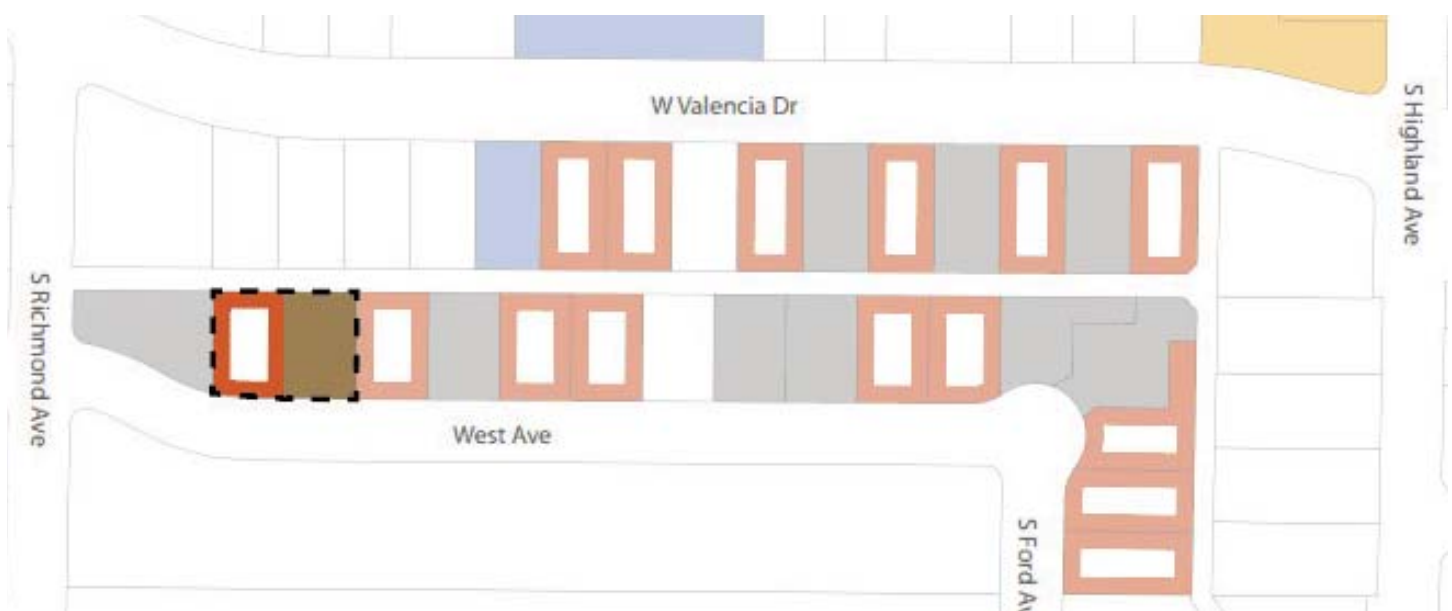 W Valencia Dr
S Highland Ave
S Richmond Ave
West Ave
S Ford Av